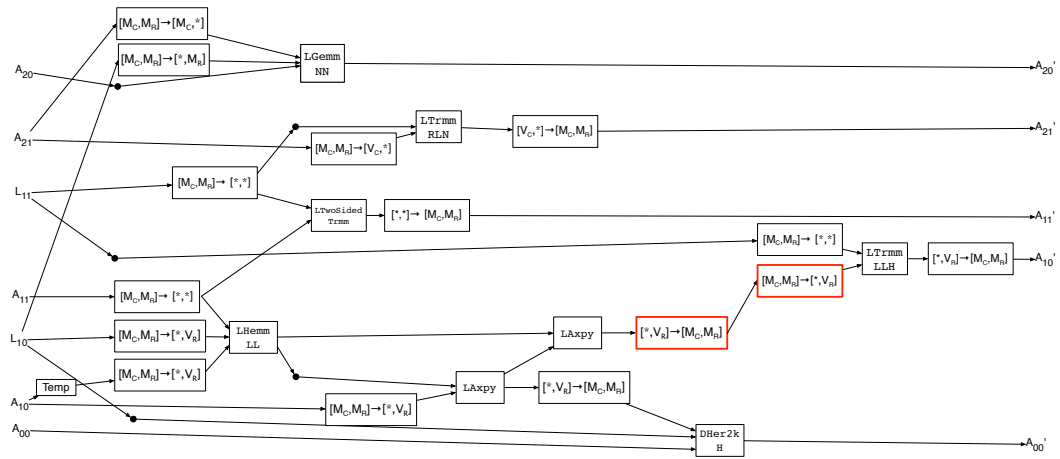 [M_C,M_R]→[M_C,*]
[M_C,M_R]→[*,M_R]
LGemm
NN
A_20
A_20'
LTrmm
RLN
[V_C,*]→[M_C,M_R]
A_21'
A_21
[M_C,M_R]→[V_C,*]
L_11
[M_C,M_R]→ [*,*]
LTwoSided
Trmm
[*,*]→ [M_C,M_R]
A_11'
[M_C,M_R]→ [*,*]
LTrmm
LLH
[*,V_R]→[M_C,M_R]
A_10'
[M_C,M_R]→[*,V_R]
A_11
[M_C,M_R]→ [*,*]
L_10
[M_C,M_R]→[*,V_R]
LHemm
LL
LAxpy
[*,V_R]→[M_C,M_R]
[M_C,M_R]→[*,V_R]
Temp
LAxpy
[*,V_R]→[M_C,M_R]
A_10
[M_C,M_R]→[*,V_R]
A_00
DHer2k
H
A_00'